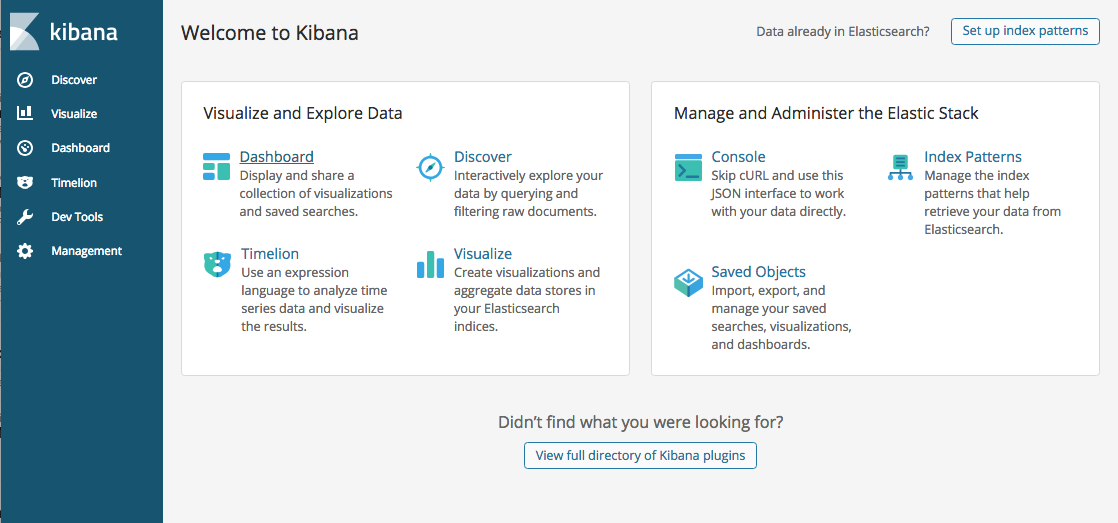 kibana
Discover
Visualize
Dashboard
Timelion
Dev Tools
Management
Welcome to Kibana
Data already in Elasticsearch?
Set up index patterns
Visualize and Explore Data
Dashboard
Display and share a
collection of visualizations
and saved searches.
Discover
Interactively explore your
data by querying and
filtering raw documents.
Timelion
Use an expression
language to analyze time
series data and visualize
the results.
Visualize
Create visualizations and
aggregate data stores in
your Elasticsearch
indices.
Manage and Administer the Elastic Stack
Console
Skip cURL and use this
JSON interface to work
with your data directly.
Index Patterns
Manage the index
patterns that help
retrieve your data from
Elasticsearch.
Saved Objects
Import, export, and
manage your saved
searches, visualizations,
and dashboards.
Didn’t find what you were looking for?
View full directory of Kibana plugins